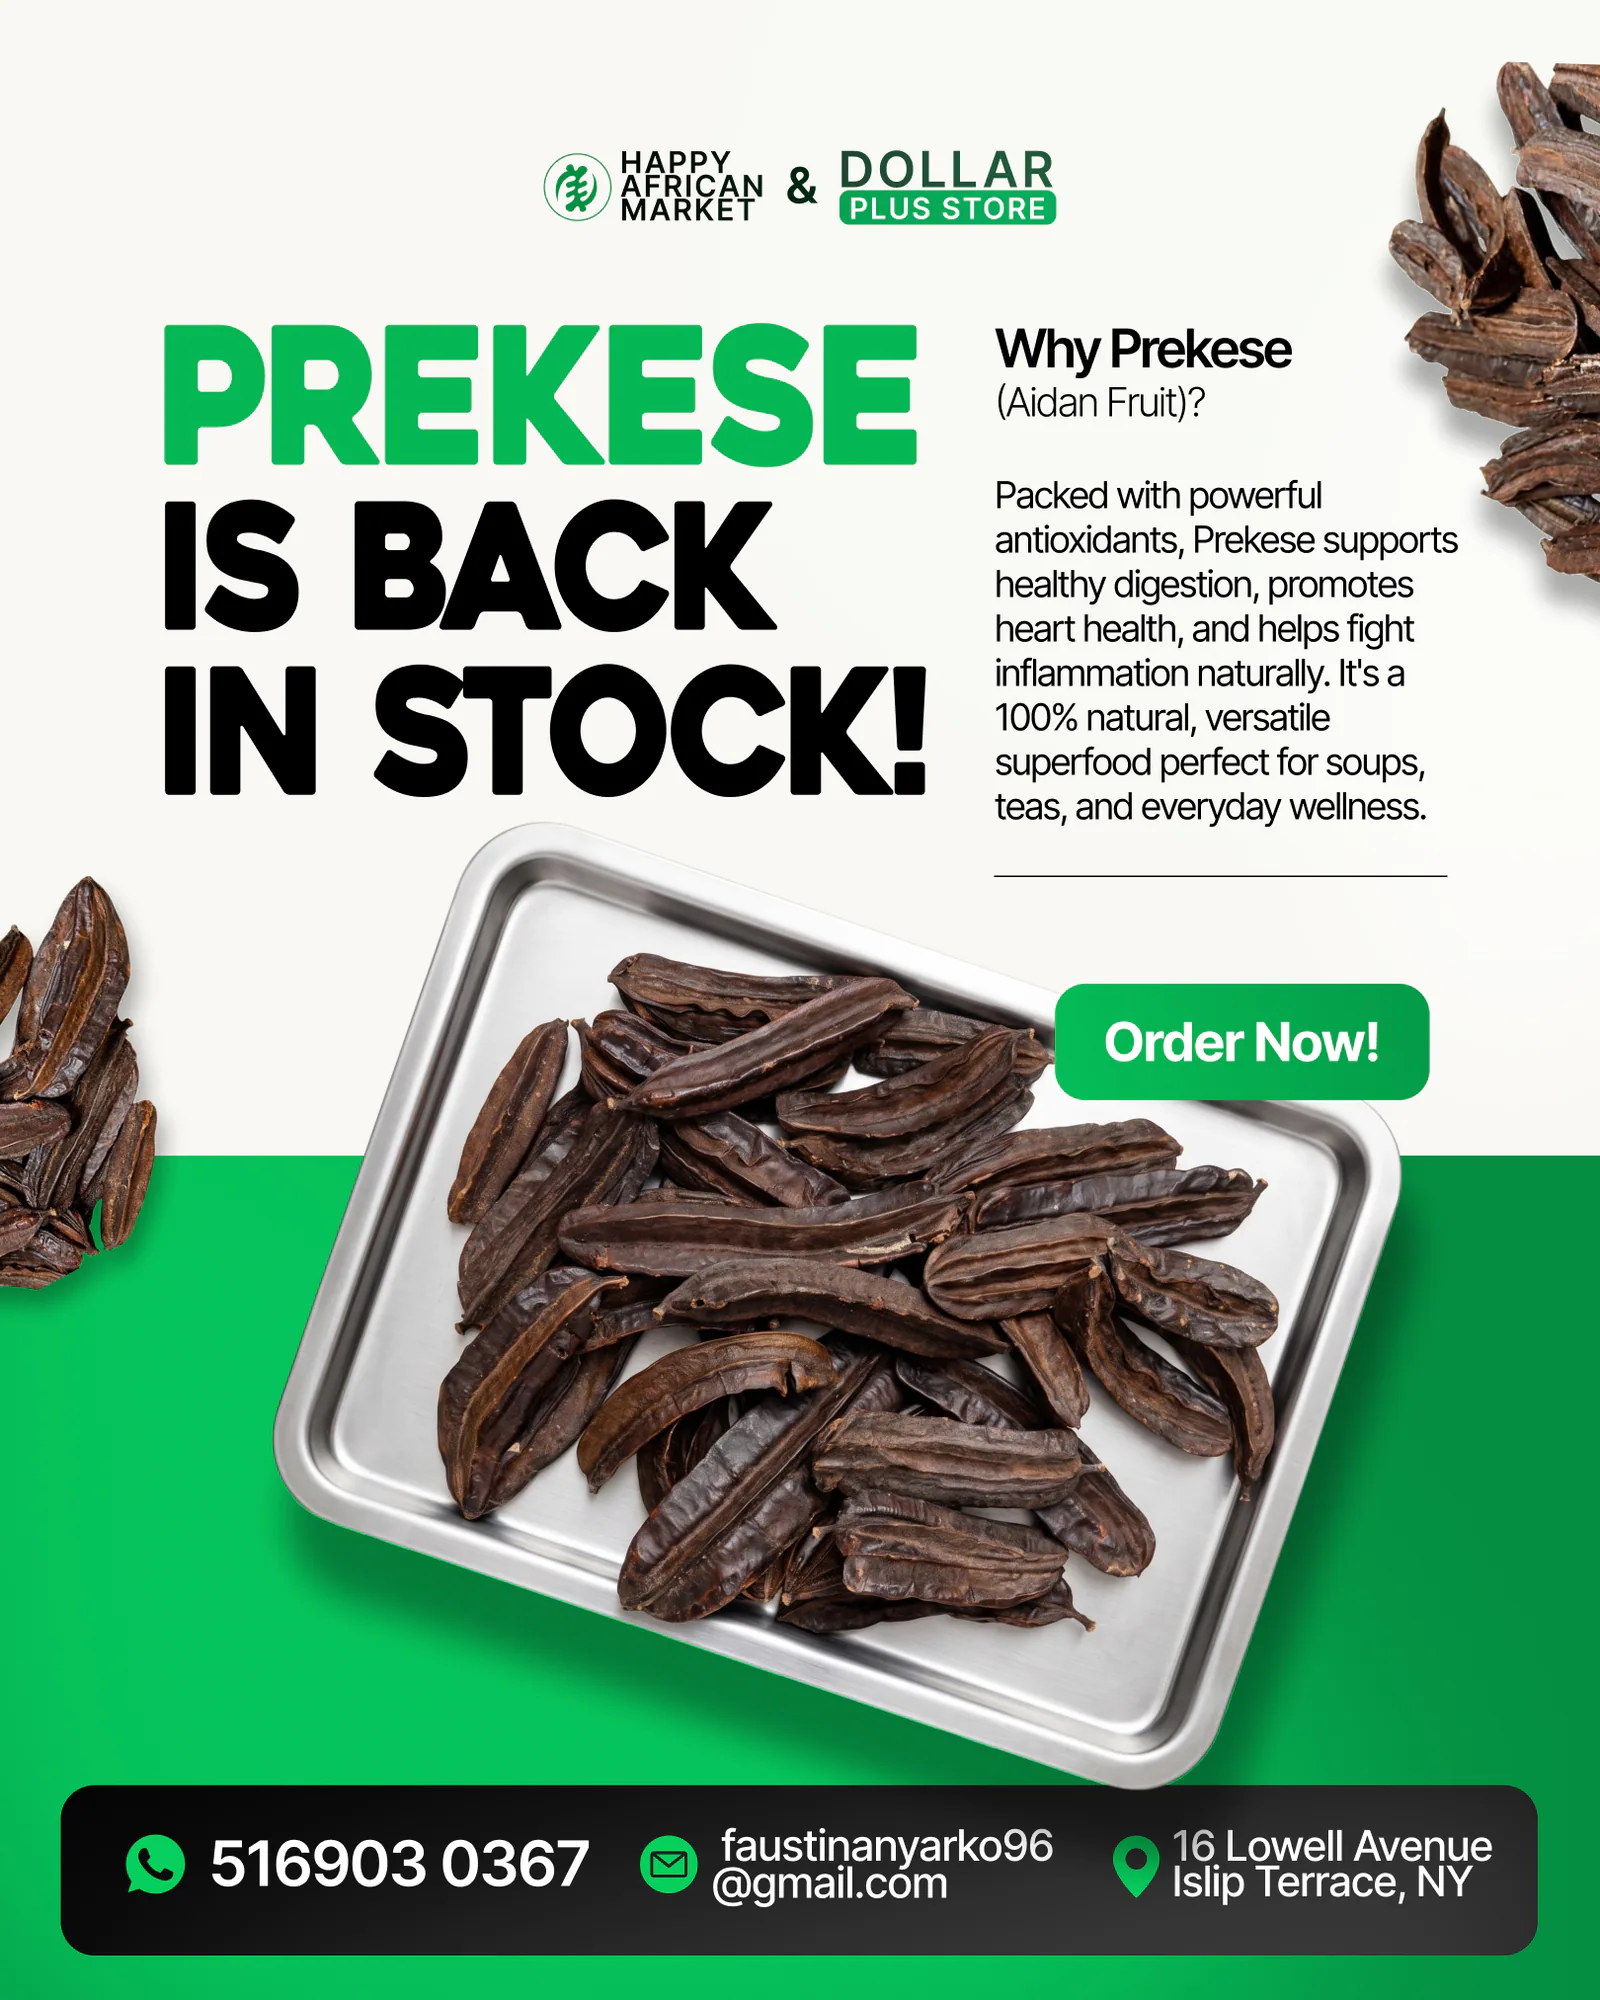 HAPPY
AFRICAN
MARKET
&
DOLLAR
PLUS STORE
PREKESE
IS BACK
IN STOCK!
Why Prekese
(Aidan Fruit)?
Packed with powerful
antioxidants, Prekese supports
healthy digestion, promotes
heart health, and helps fight
inflammation naturally. It's a
100% natural, versatile
superfood perfect for soups,
teas, and everyday wellness.
Order Now!
516903 0367
faustinanyarko96
@gmail.com
16 Lowell Avenue
Islip Terrace, NY